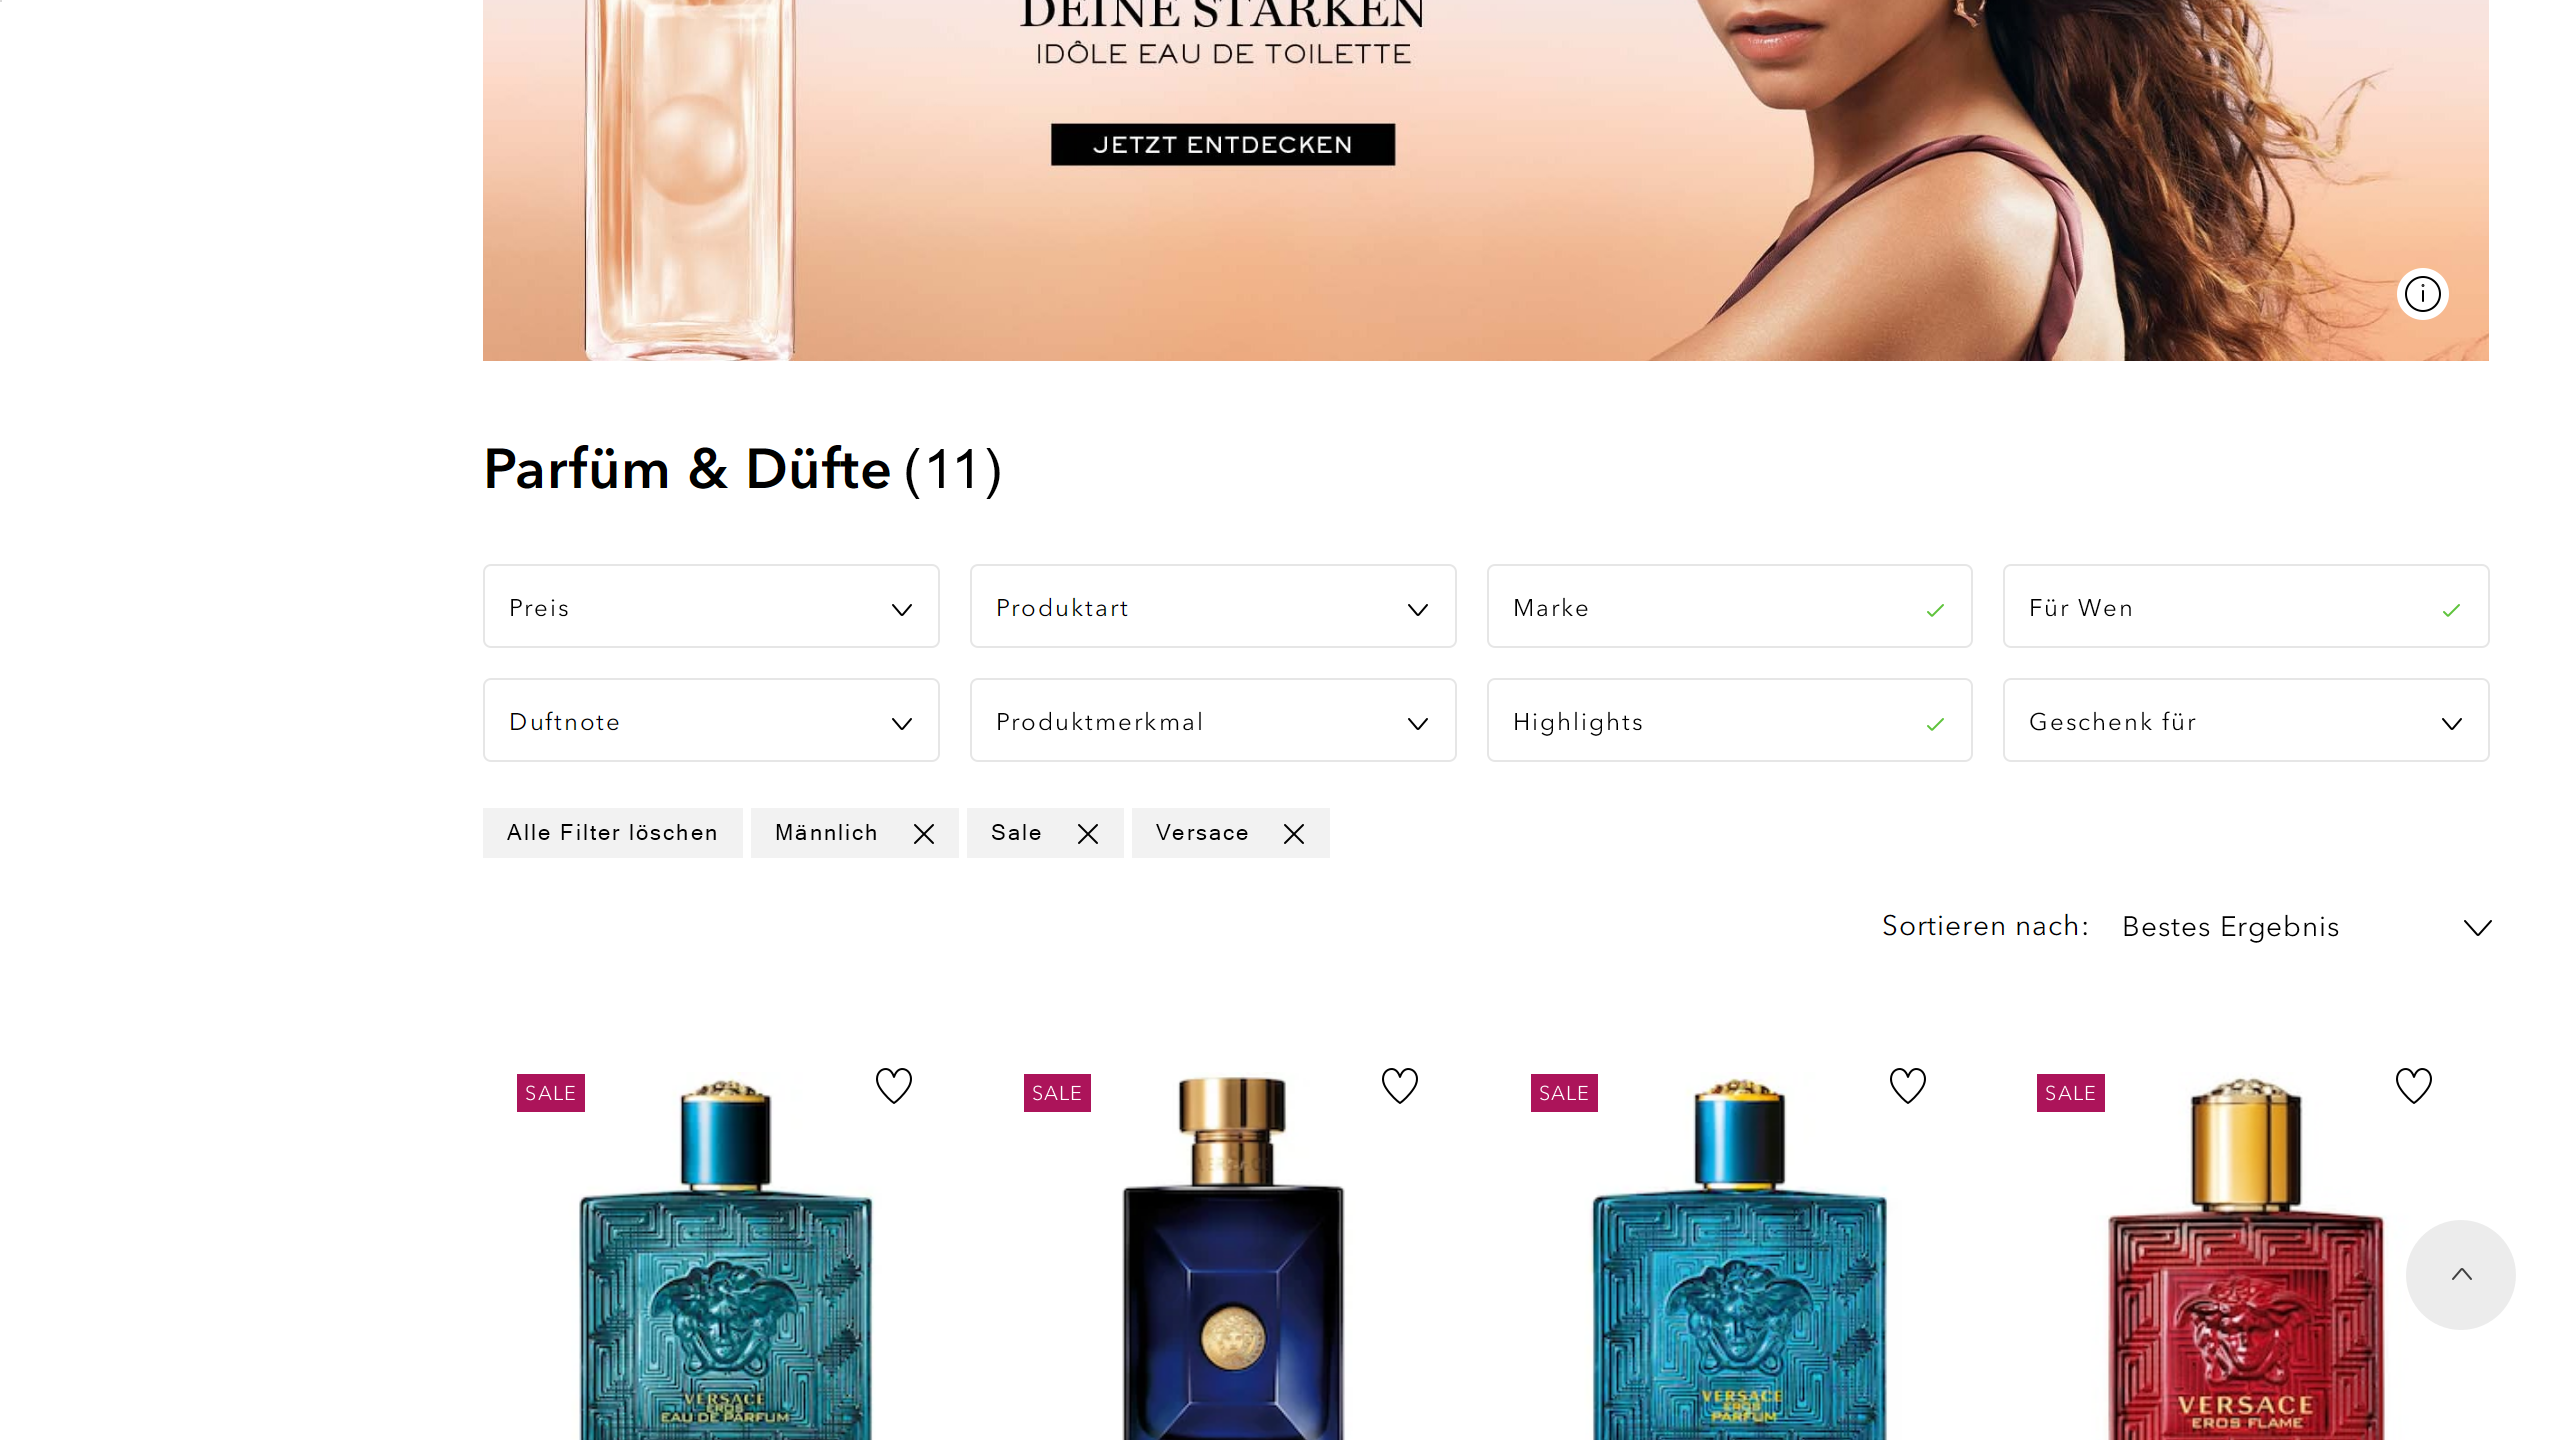 DEINE STÄRKEN
IDÔLE EAU DE TOILETTE
JETZT ENTDECKEN
Parfüm & Düfte (11)
Preis
Produktart
Marke
Für Wen
Duftnote
Produktmerkmal
Highlights
Geschenk für
Alle Filter löschen
Männlich
Sale
Versace
Sortieren nach: Bestes Ergebnis
SALE
SALE
SALE
SALE
VERSACE
EROS
EAU DE PARFUM
VERSACE
EROS
PARFUM
VERSACE
EROS FLAME